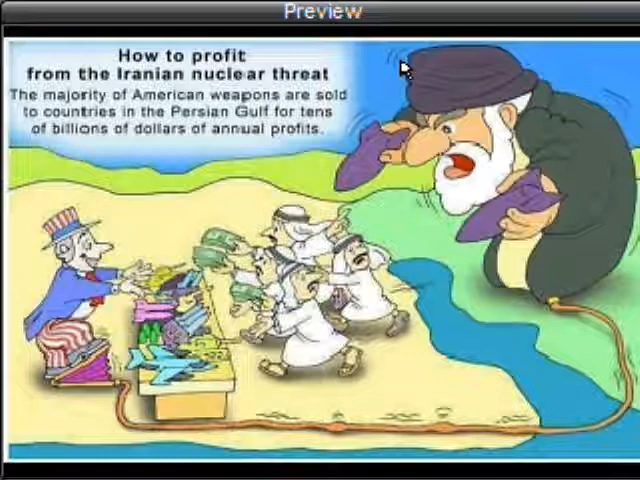 Preview
How to profit
from the Iranian nuclear threat
The majority of American weapons are sold
to countries in the Persian Gulf for tens
of billions of dollars of annual profits.